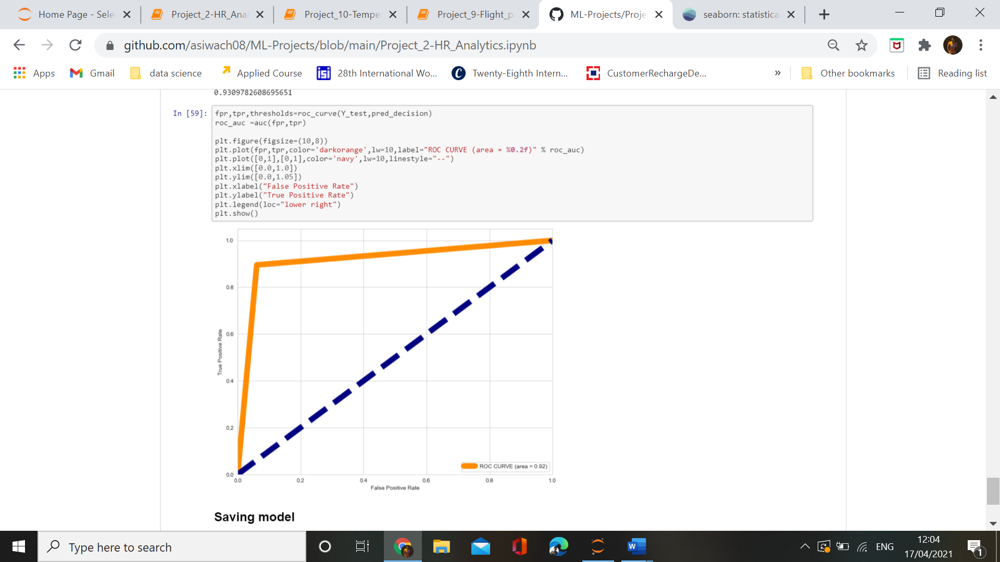 Home Page - Sele
Project_2-HR_Anal
Project_10-Tempe
Project_9-Flight_p
ML-Projects/Proje
seaborn: statistica
github.com/asiwach08/ML-Projects/blob/main/Project_2-HR_Analytics.ipynb
Apps
Gmail
data science
Applied Course
28th International Wo...
Twenty-Eighth Intern...
CustomerRechargeDe...
»
Other bookmarks
Reading list
0.9309782608695651
In [59]:
fpr,tpr,thresholds=roc_curve(Y_test,pred_decision)
roc_auc =auc(fpr,tpr)
plt.figure(figsize=(10,8))
plt.plot(fpr,tpr,color='darkorange',lw=10,label="ROC CURVE (area = %0.2f)" % roc_auc)
plt.plot([0,1],[0,1],color='navy',lw=10,linestyle="--")
plt.xlim([0.0,1.0])
plt.ylim([0.0,1.05])
plt.xlabel("False Positive Rate")
plt.ylabel("True Positive Rate")
plt.legend(loc="lower right")
plt.show()
1.0
0.8
0.6
0.4
0.2
0.0
True Positive Rate
ROC CURVE (area = 0.92)
0.0 0.2 0.4 0.6 0.8 1.0
False Positive Rate
Saving model
Type here to search
ENG
12:04
17/04/2021
1